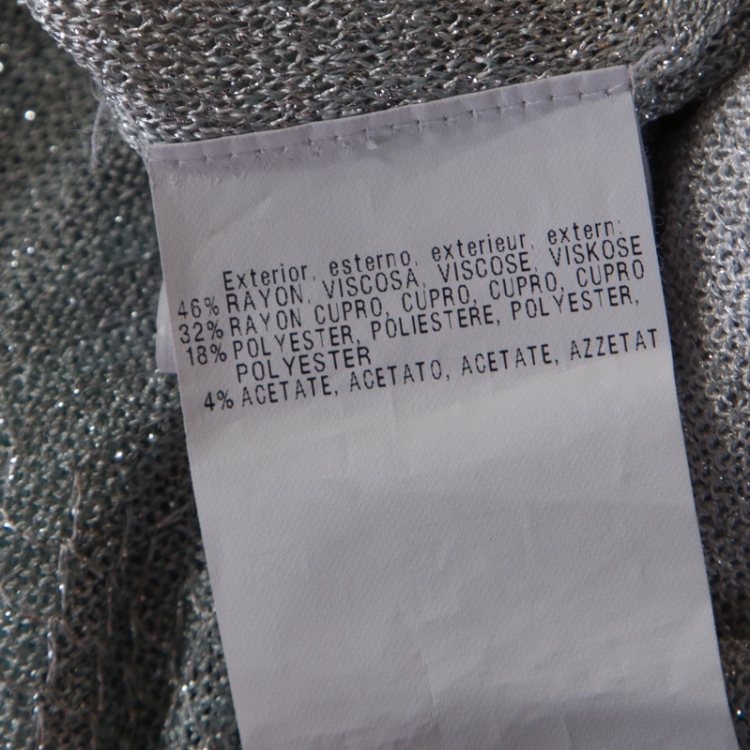 Exterior, esterno, exterieur, extern:
46% RAYON, VISCOSA, VISCOSE, VISKOSE
32% RAYON CUPRO, CUPRO, CUPRO, CUPRO
18% POLYESTER, POLIESTERE, POLYESTER,
POLYESTER
4% ACETATE, ACETATO, ACETATE, AZZETAT